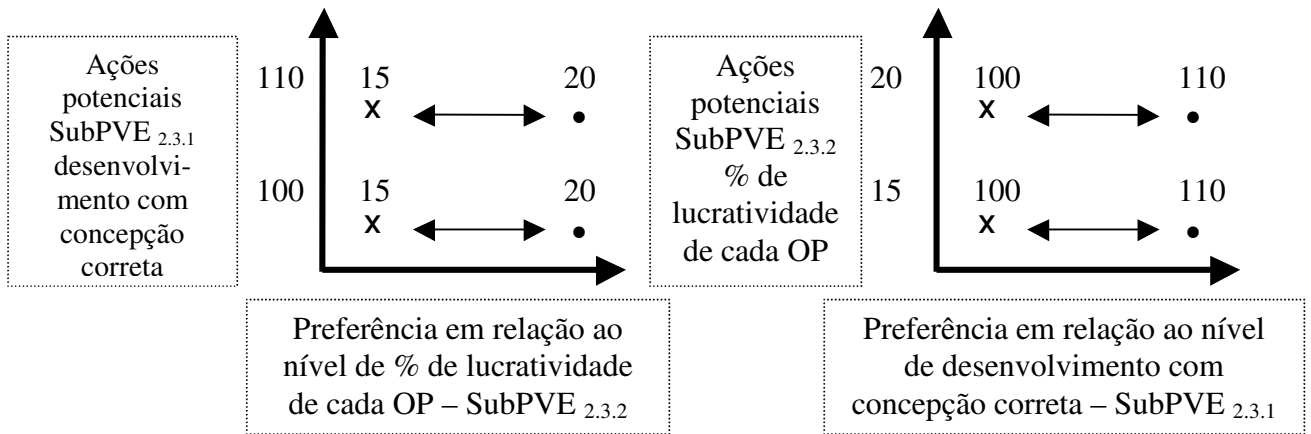 Ações
potenciais
SubPVE 2.3.1
desenvolvi-
mento com
concepção
correta
110 15 20
x •
100 15 20
x •
Preferência em relação ao
nível de % de lucratividade
de cada OP – SubPVE 2.3.2
Ações
potenciais
SubPVE 2.3.2
% de
lucratividade
de cada OP
20 100 110
x •
15 100 110
x •
Preferência em relação ao nível
de desenvolvimento com
concepção correta – SubPVE 2.3.1